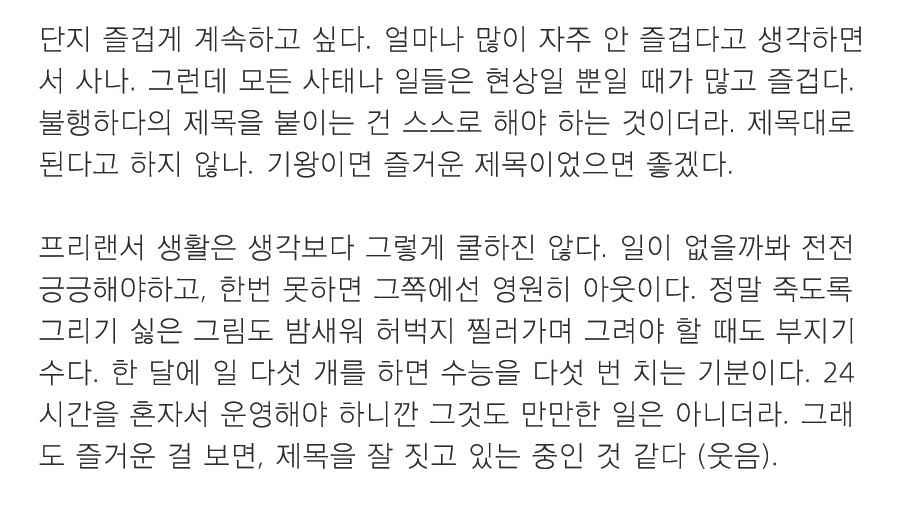 단지 즐겁게 계속하고 싶다. 얼마나 많이 자주 안 즐겁다고 생각하면
서 사나. 그런데 모든 사태나 일들은 현상일 뿐일 때가 많고 즐겁다.
불행하다의 제목을 붙이는 건 스스로 해야 하는 것이더라. 제목대로
된다고 하지 않나. 기왕이면 즐거운 제목이었으면 좋겠다.
프리랜서 생활은 생각보다 그렇게 쿨하진 않다. 일이 없을까봐 전전
긍긍해야하고, 한번 못하면 그쪽에선 영원히 아웃이다. 정말 죽도록
그리기 싫은 그림도 밤새워 허벅지 찔러가며 그려야 할 때도 부지기
수다. 한 달에 일 다섯 개를 하면 수능을 다섯 번 치는 기분이다. 24
시간을 혼자서 운영해야 하니깐 그것도 만만한 일은 아니더라. 그래
도 즐거운 걸 보면, 제목을 잘 짓고 있는 중인 것 같다 (웃음).